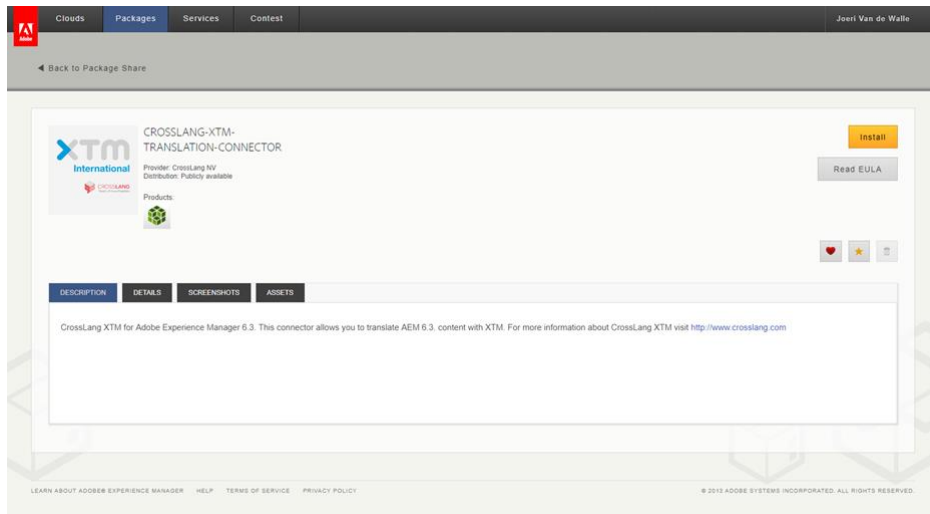 Clouds Packages Services Contest Joeri Van de Walle
Adobe
◀ Back to Package Share
XTM
International
CROSSLANG
CROSSLANG-XTM-
TRANSLATION-CONNECTOR
Provider: CrossLang NV
Distribution: Publicly available
Products:
Install
Read EULA
DESCRIPTION DETAILS SCREENSHOTS ASSETS
CrossLang XTM for Adobe Experience Manager 6.3. This connector allows you to translate AEM 6.3. content with XTM. For more information about CrossLang XTM visit http://www.crosslang.com
LEARN ABOUT ADOBE® EXPERIENCE MANAGER HELP TERMS OF SERVICE PRIVACY POLICY © 2013 ADOBE SYSTEMS INCORPORATED. ALL RIGHTS RESERVED.